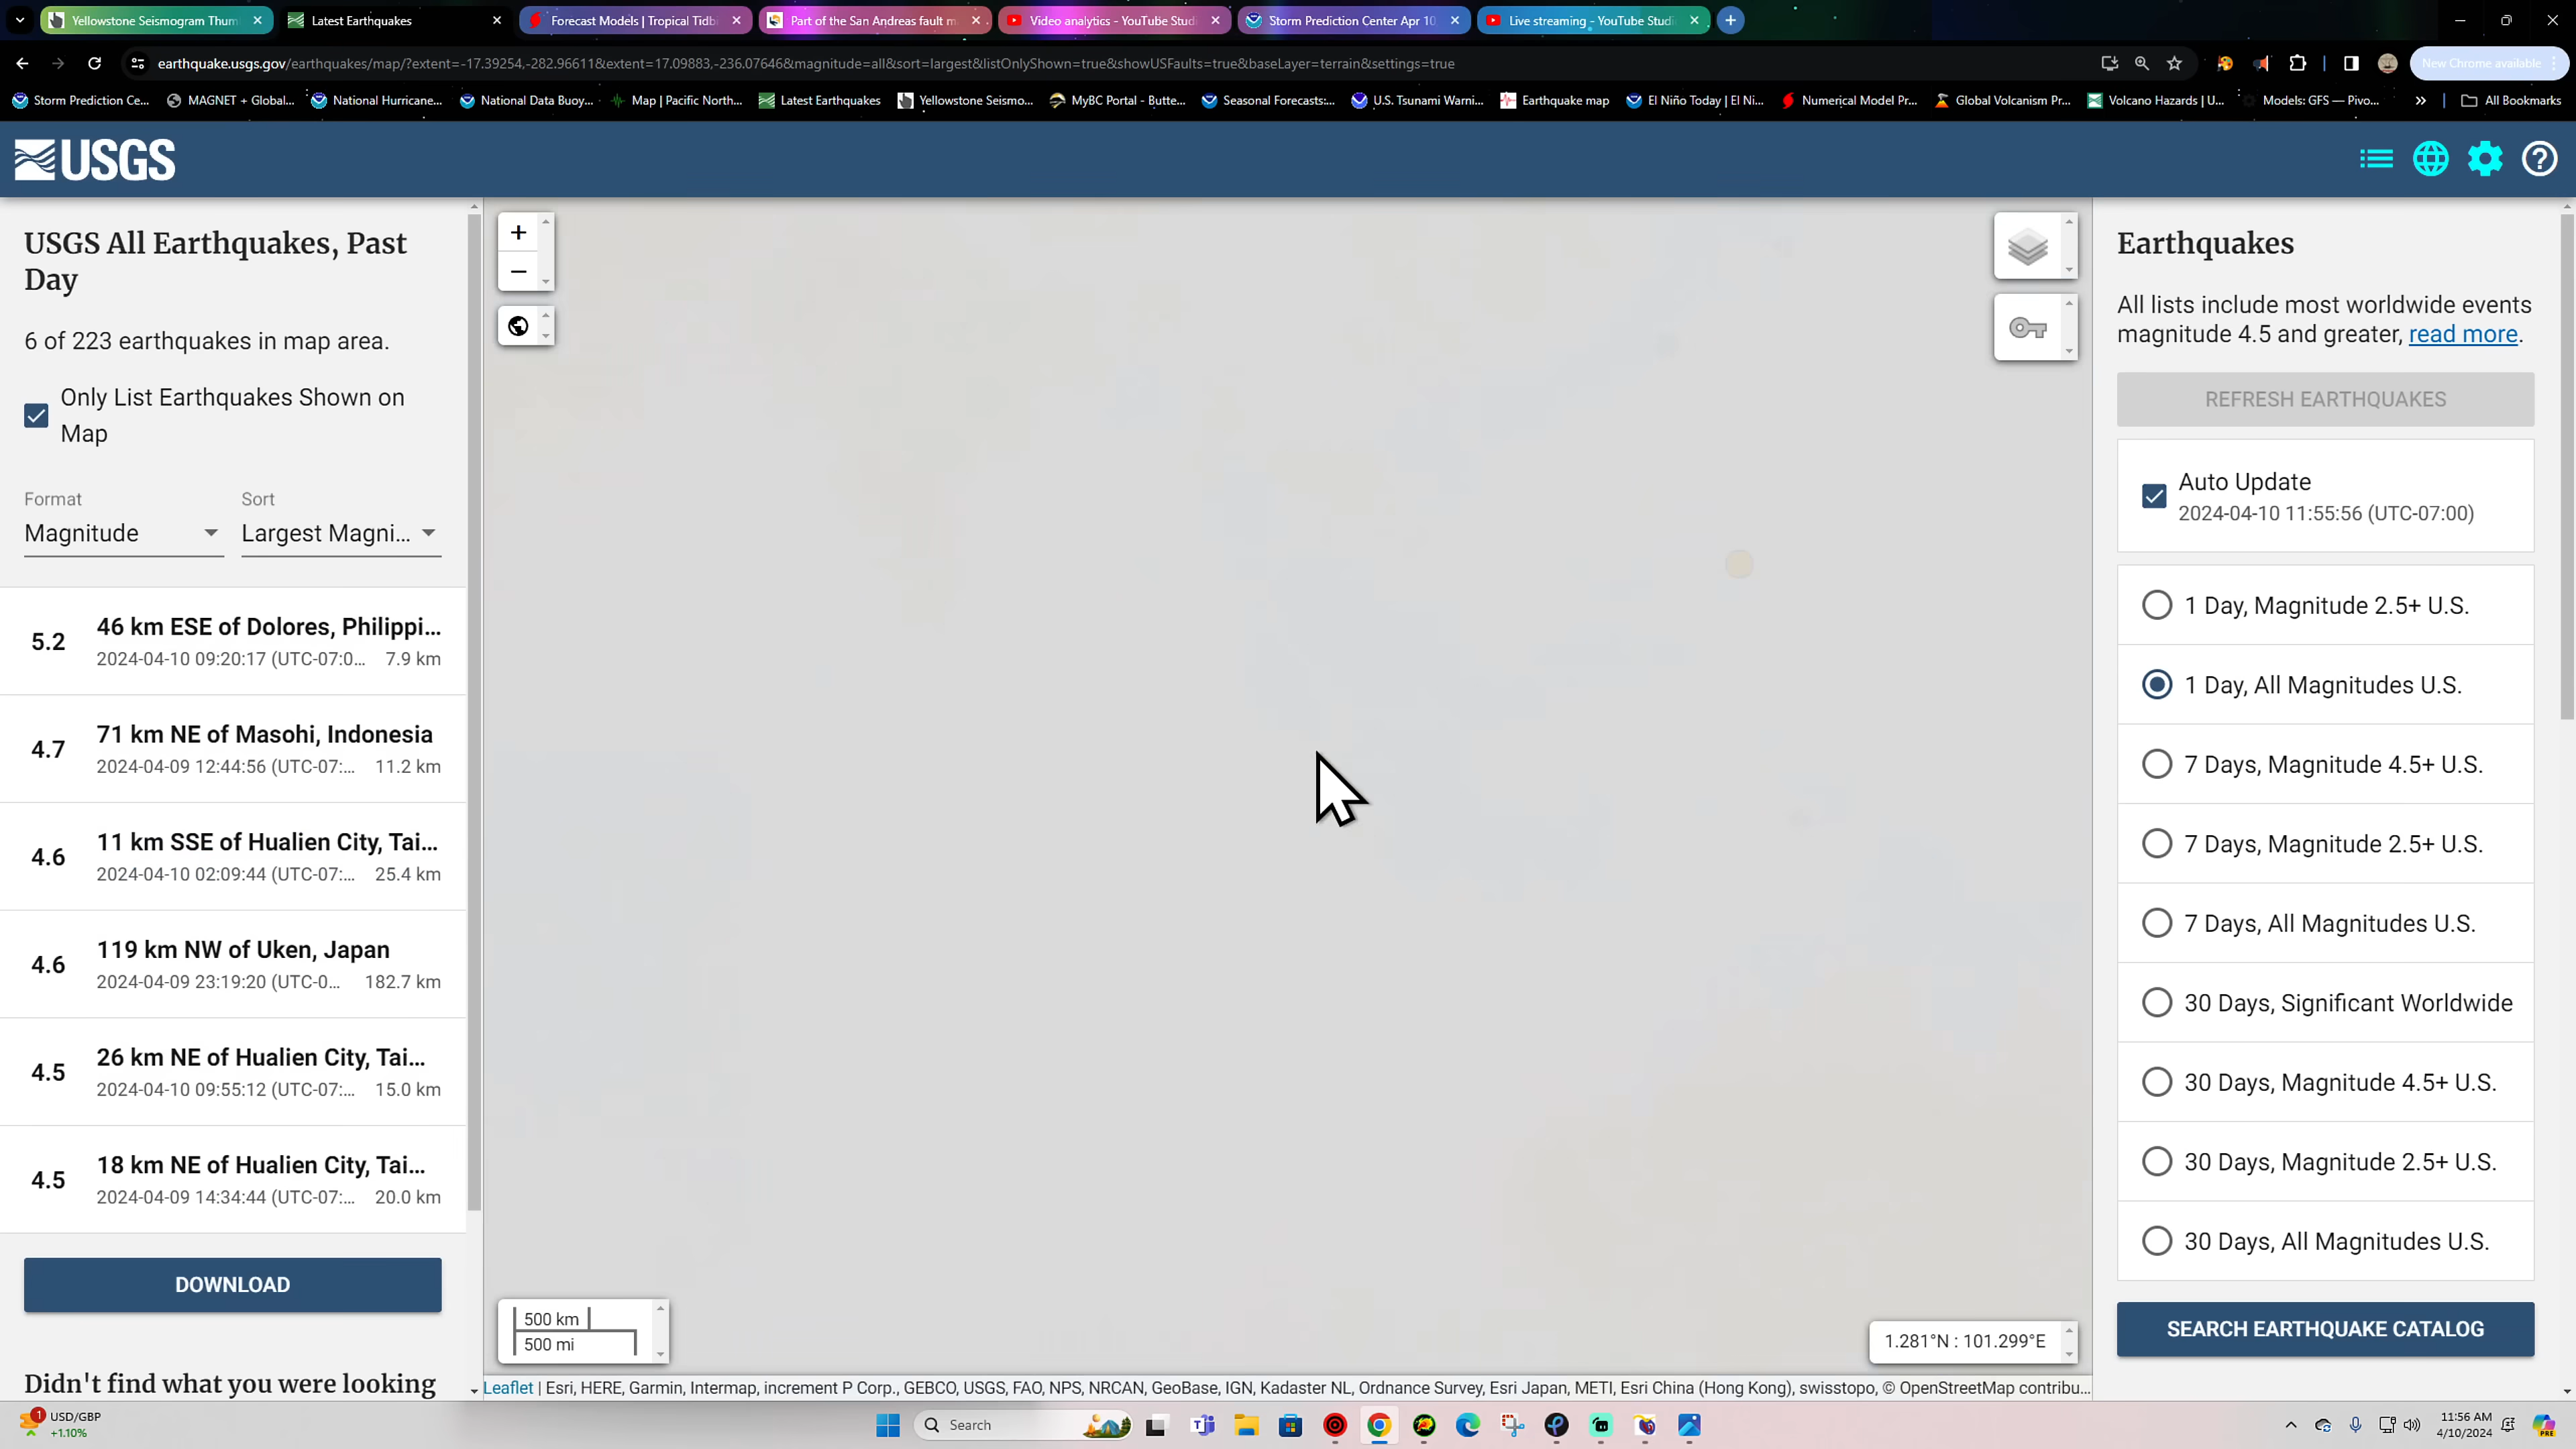 Yellowstone Seismogram Thum
Latest Earthquakes
Forecast Models | Tropical Tidb
Part of the San Andreas fault m
Video analytics - YouTube Studi
Storm Prediction Center Apr 10
Live streaming - YouTube Studi
earthquake.usgs.gov/earthquakes/map/?extent=-17.39254,-282.96611&extent=17.09883,-236.07646&magnitude=all&sort=largest&listOnlyShown=true&showUSFaults=true&baseLayer=terrain&settings=true
New Chrome available
Storm Prediction Ce...
MAGNET + Global...
National Hurricane...
National Data Buoy...
Map | Pacific North...
Latest Earthquakes
Yellowstone Seismo...
MyBC Portal - Butte...
Seasonal Forecasts:...
U.S. Tsunami Warni...
Earthquake map
El Niño Today | El Ni...
Numerical Model Pr...
Global Volcanism Pr...
Volcano Hazards | U...
Models: GFS — Pivo...
»
All Bookmarks
USGS
USGS All Earthquakes, Past
Day
6 of 223 earthquakes in map area.
Only List Earthquakes Shown on
Map
Format
Sort
Magnitude
Largest Magni...
5.2
46 km ESE of Dolores, Philippi...
2024-04-10 09:20:17 (UTC-07:0... 7.9 km
4.7
71 km NE of Masohi, Indonesia
2024-04-09 12:44:56 (UTC-07:... 11.2 km
4.6
11 km SSE of Hualien City, Tai...
2024-04-10 02:09:44 (UTC-07:... 25.4 km
4.6
119 km NW of Uken, Japan
2024-04-09 23:19:20 (UTC-0... 182.7 km
4.5
26 km NE of Hualien City, Tai...
2024-04-10 09:55:12 (UTC-07:... 15.0 km
4.5
18 km NE of Hualien City, Tai...
2024-04-09 14:34:44 (UTC-07:... 20.0 km
DOWNLOAD
Didn't find what you were looking
+
−
500 km
500 mi
1.281°N : 101.299°E
Leaflet | Esri, HERE, Garmin, Intermap, increment P Corp., GEBCO, USGS, FAO, NPS, NRCAN, GeoBase, IGN, Kadaster NL, Ordnance Survey, Esri Japan, METI, Esri China (Hong Kong), swisstopo, © OpenStreetMap contribu...
Earthquakes
All lists include most worldwide events
magnitude 4.5 and greater, read more.
REFRESH EARTHQUAKES
Auto Update
2024-04-10 11:55:56 (UTC-07:00)
1 Day, Magnitude 2.5+ U.S.
1 Day, All Magnitudes U.S.
7 Days, Magnitude 4.5+ U.S.
7 Days, Magnitude 2.5+ U.S.
7 Days, All Magnitudes U.S.
30 Days, Significant Worldwide
30 Days, Magnitude 4.5+ U.S.
30 Days, Magnitude 2.5+ U.S.
30 Days, All Magnitudes U.S.
SEARCH EARTHQUAKE CATALOG
1
USD/GBP
+1.10%
Search
11:56 AM
4/10/2024
PRE